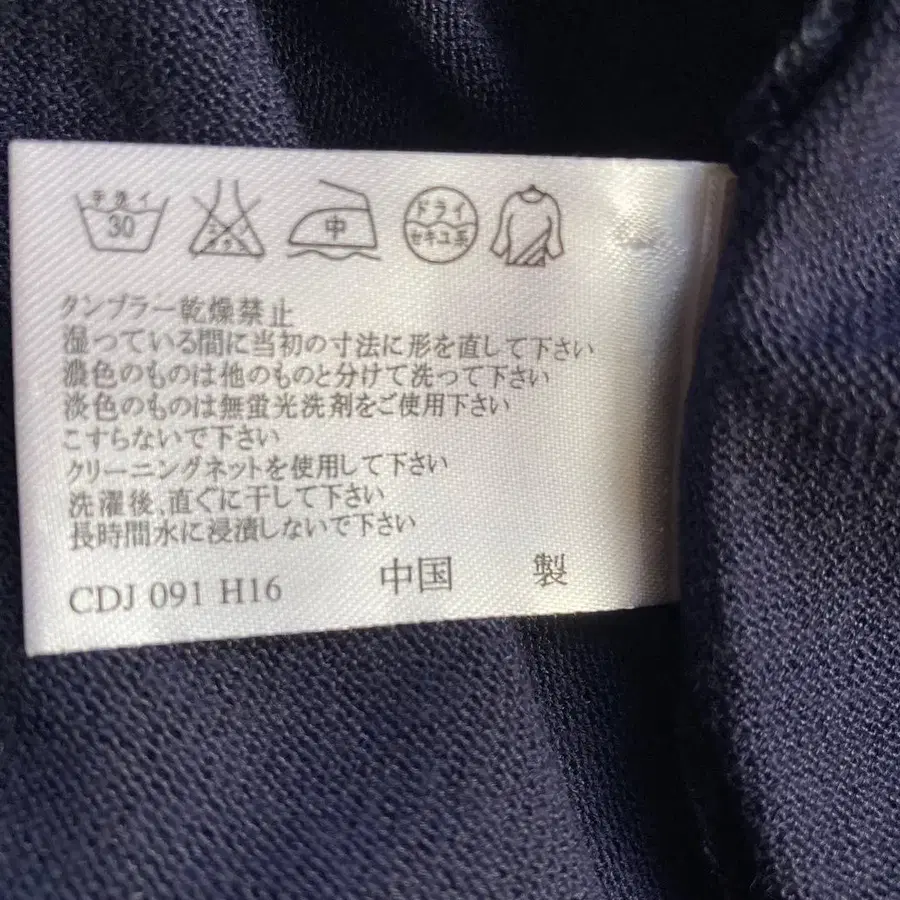 テアライ 30 エンソサラシ 中 ドライ セキユ系
タンブラー乾燥禁止
湿っている間に当初の寸法に形を直して下さい
濃色のものは他のものと分けて洗って下さい
淡色のものは無蛍光洗剤をご使用下さい
こすらないで下さい
クリーニングネットを使用して下さい
洗濯後、直ぐに干して下さい
長時間水に浸漬しないで下さい
CDJ 091 H16 中国 製